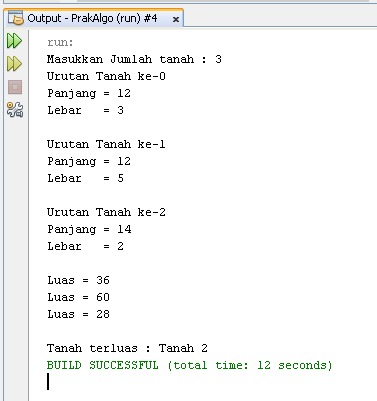 Output - PrakAlgo (run) #4
run:
Masukkan Jumlah tanah : 3
Urutan Tanah ke-0
Panjang = 12
Lebar   = 3
Urutan Tanah ke-1
Panjang = 12
Lebar   = 5
Urutan Tanah ke-2
Panjang = 14
Lebar   = 2
Luas = 36
Luas = 60
Luas = 28
Tanah terluas : Tanah 2
BUILD SUCCESSFUL (total time: 12 seconds)